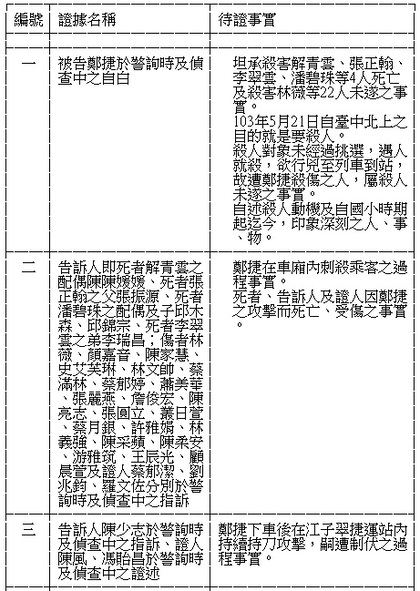 編號 證據名稱 待證事實
一 被告鄭捷於警詢時及偵 坦承殺害解青雲、張正翰、
查中之自白 李翠雲、潘碧珠等4人死亡
及殺害林薇等22人未遂之事
實。
103年5月21日自臺中北上之
目的就是要殺人。
殺人對象未經過挑選，遇人
就殺，欲行兇至列車到站，
故遭鄭捷殺傷之人，屬殺人
未遂之事實。
自述殺人動機及自國小時期
起迄今，印象深刻之人、事
、物。
二 告訴人即死者解青雲之 鄭捷在車廂內刺殺乘客之過
配偶陳陳媛媛、死者張 程事實。
正翰之父張振源、死者 死者、告訴人及證人因鄭捷
潘碧珠之配偶及子邱木 之攻擊而死亡、受傷之事實
森、邱錦宗、死者李翠 。
雲之弟李瑞昌；傷者林
薇、顏嘉音、陳家慧、
史艾芙琳、林文帥、蔡
滿林、蔡郁婷、蕭美華
、張麗燕、詹俊宏、陳
亮志、張圓立、叢日萱
、蔡月銀、許雅娟、林
義強、陳采蘋、陳柔安
、游雅筑、王辰光、顧
晨萱及證人蔡郁潔、劉
兆鈞、羅文佐分別於警
詢時及偵查中之指訴
三 告訴人陳少志於警詢時 鄭捷下車後在江子翠捷運站內
及偵查中之指訴、證人 持續持刀攻擊，嗣遭制伏之過
陳風、馮貽昌於警詢時 程事實。
及偵查中之證述